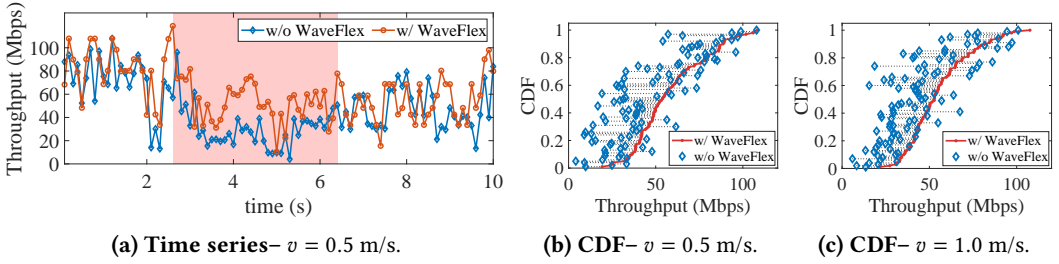 w/o WaveFlex w/ WaveFlex
Throughput (Mbps)
100
80
60
40
20
0
2 4 6 8 10
time (s)
(a) Time series– v = 0.5 m/s.
CDF
1
0.8
0.6
0.4
0.2
0
w/ WaveFlex
w/o WaveFlex
0 50 100
Throughput (Mbps)
(b) CDF– v = 0.5 m/s.
CDF
1
0.8
0.6
0.4
0.2
0
w/ WaveFlex
w/o WaveFlex
0 50 100
Throughput (Mbps)
(c) CDF– v = 1.0 m/s.